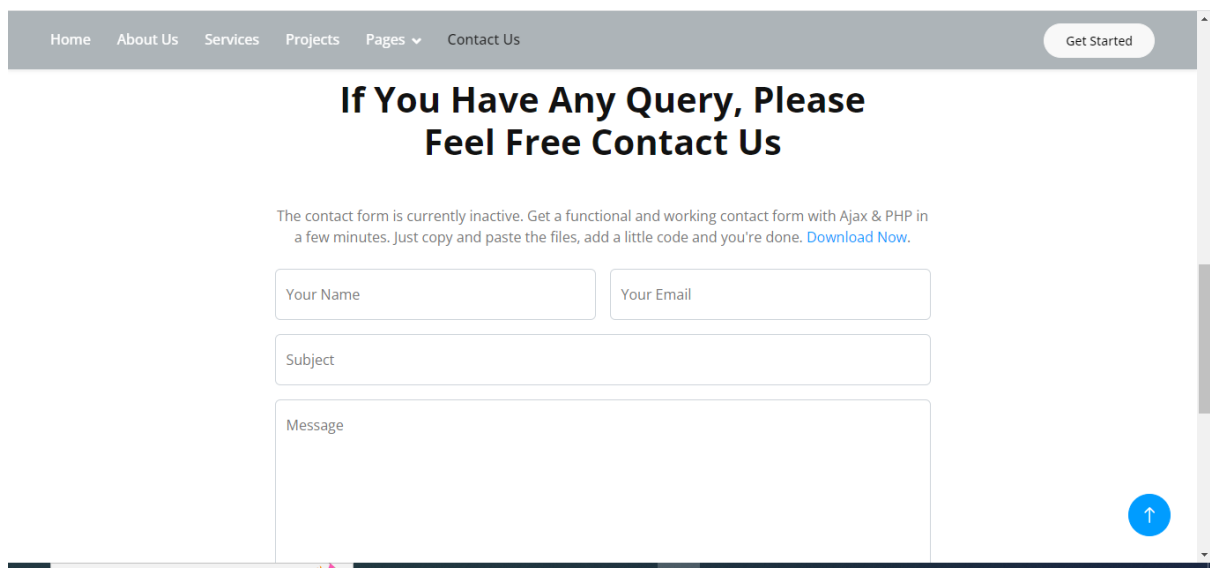 Home About Us Services Projects Pages Contact Us Get Started
If You Have Any Query, Please
Feel Free Contact Us
The contact form is currently inactive. Get a functional and working contact form with Ajax & PHP in
a few minutes. Just copy and paste the files, add a little code and you're done. Download Now.
Your Name Your Email
Subject
Message